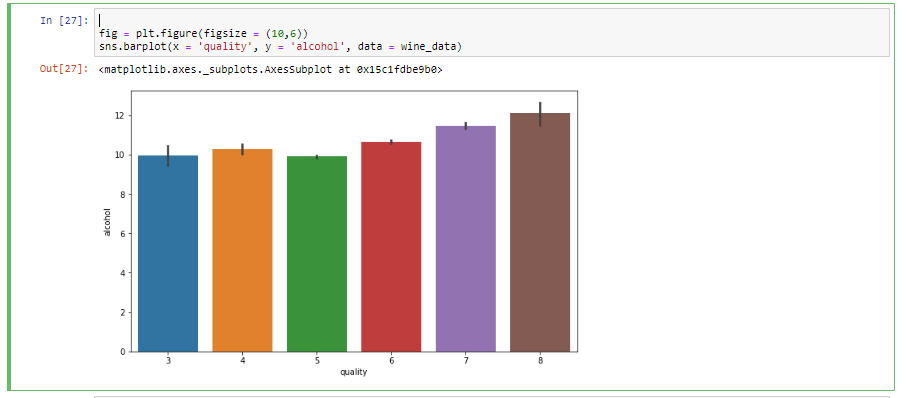 In [27]:
fig = plt.figure(figsize = (10,6))
sns.barplot(x = 'quality', y = 'alcohol', data = wine_data)
Out[27]: <matplotlib.axes._subplots.AxesSubplot at 0x15c1fdbe9b0>
12
10
8
6
4
2
0
alcohol
3 4 5 6 7 8
quality